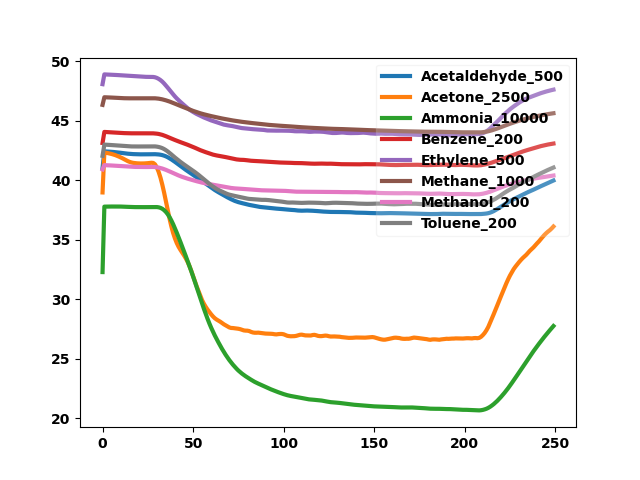 50
45
40
35
30
25
20
0
50
100
150
200
250
Acetaldehyde_500
Acetone_2500
Ammonia_10000
Benzene_200
Ethylene_500
Methane_1000
Methanol_200
Toluene_200